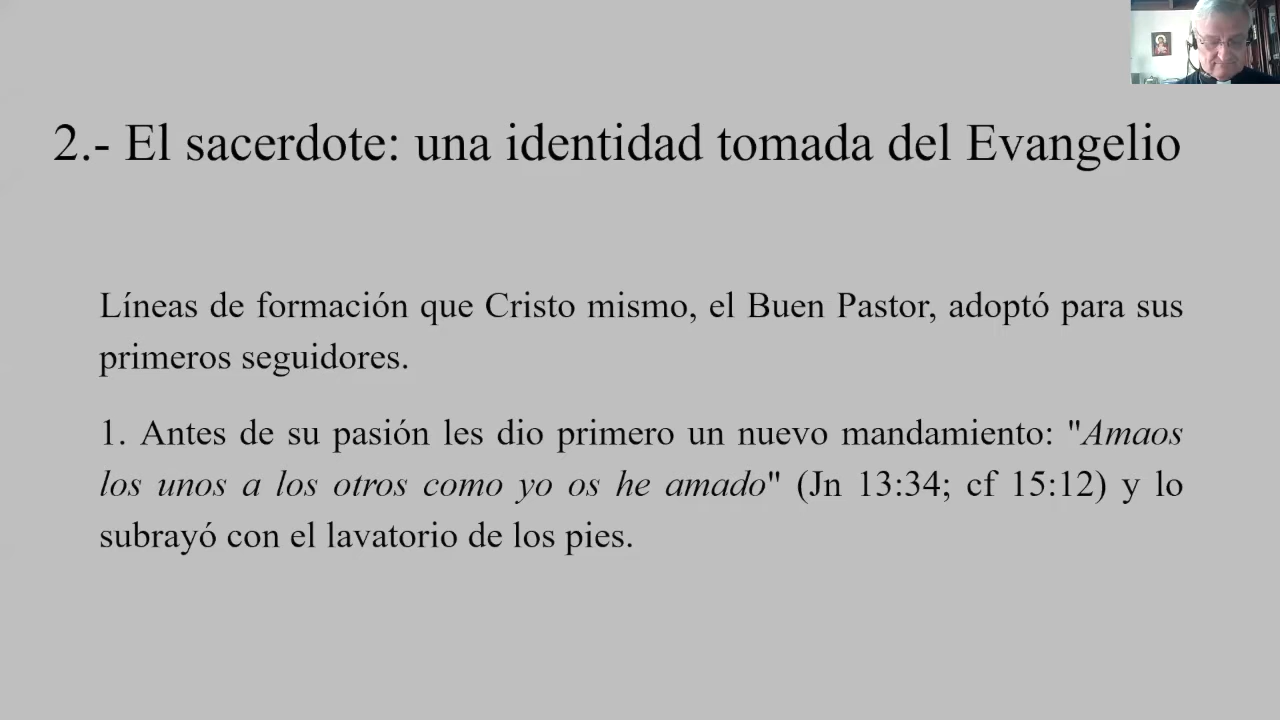 2.- El sacerdote: una identidad tomada del Evangelio
Líneas de formación que Cristo mismo, el Buen Pastor, adoptó para sus
primeros seguidores.
1. Antes de su pasión les dio primero un nuevo mandamiento: "Amaos
los unos a los otros como yo os he amado" (Jn 13:34; cf 15:12) y lo
subrayó con el lavatorio de los pies.